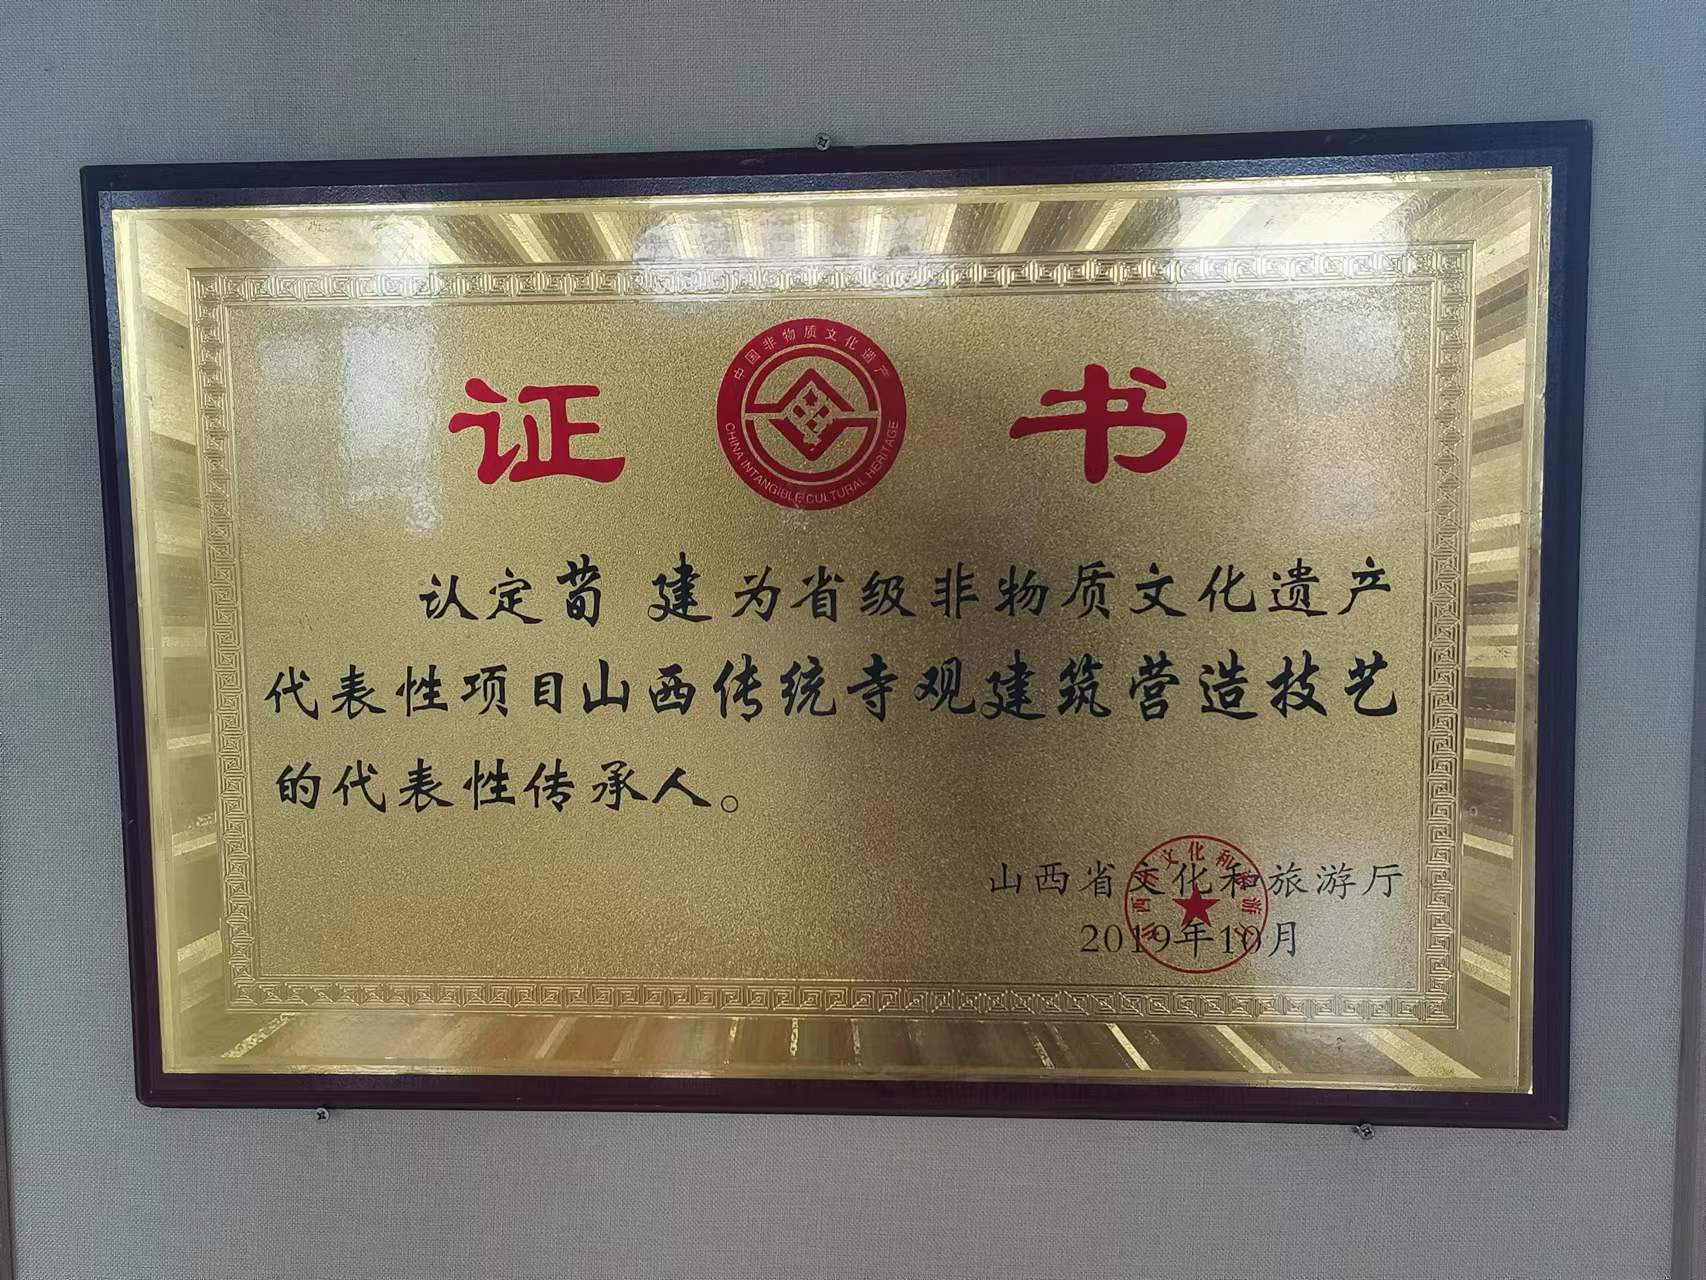 证 书
中国非物质文化遗产
CHINA INTANGIBLE CULTURAL HERITAGE
认定荀 建为省级非物质文化遗产
代表性项目山西传统寺观建筑营造技艺
的代表性传承人。
山西省文化和旅游厅
2019年10月